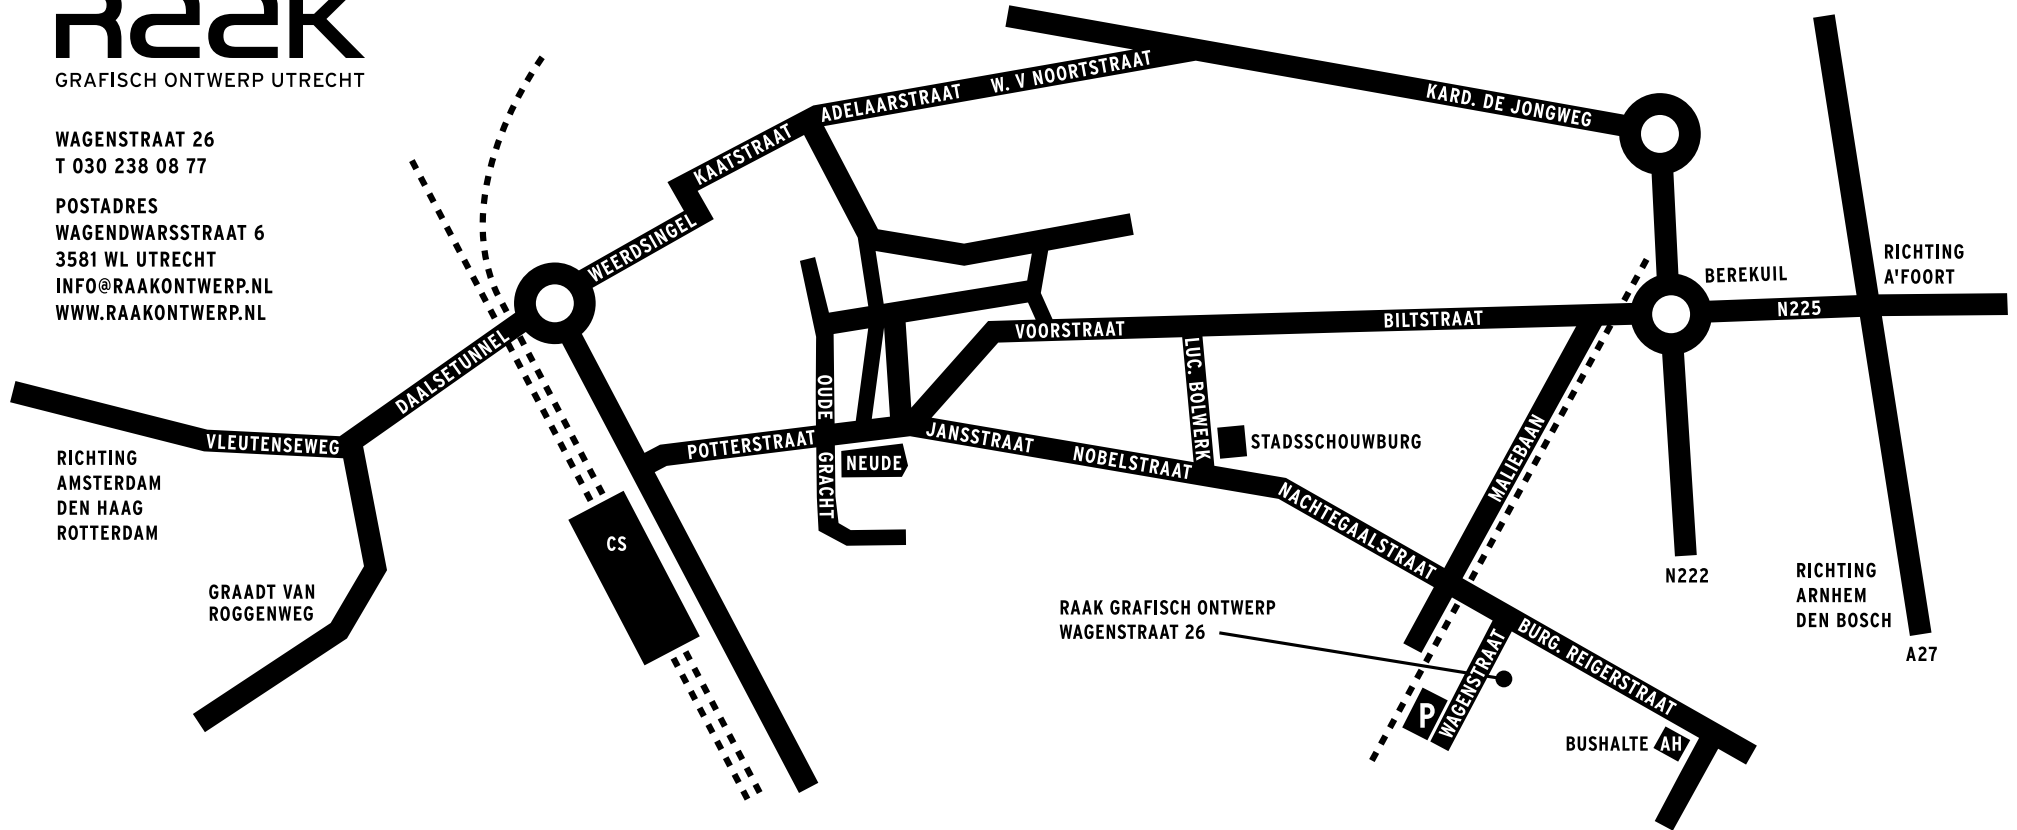 RAAK
GRAFISCH ONTWERP UTRECHT
WAGENSTRAAT 26
T 030 238 08 77
POSTADRES
WAGENDWARSSTRAAT 6
3581 WL UTRECHT
INFO@RAAKONTWERP.NL
WWW.RAAKONTWERP.NL
W. V NOORTSTRAAT
ADELAARSTRAAT
KARD. DE JONGWEG
KAATSTRAAT
WEERDSINGEL
RICHTING
A'FOORT
BEREKUIL
N225
BILTSTRAAT
VOORSTRAAT
DAALSETUNNEL
LUC. BOLWERK
OUDE GRACHT
VLEUTENSEWEG
POTTERSTRAAT
JANSSTRAAT
NOBELSTRAAT
STADSSCHOUWBURG
MALIEBAAN
NEUDE
RICHTING
AMSTERDAM
DEN HAAG
ROTTERDAM
NACHTEGAALSTRAAT
CS
N222
RICHTING
ARNHEM
DEN BOSCH
GRAADT VAN
ROGGENWEG
RAAK GRAFISCH ONTWERP
WAGENSTRAAT 26
BURG. REIGERSTRAAT
WAGENSTRAAT
A27
P
BUSHALTE
AH